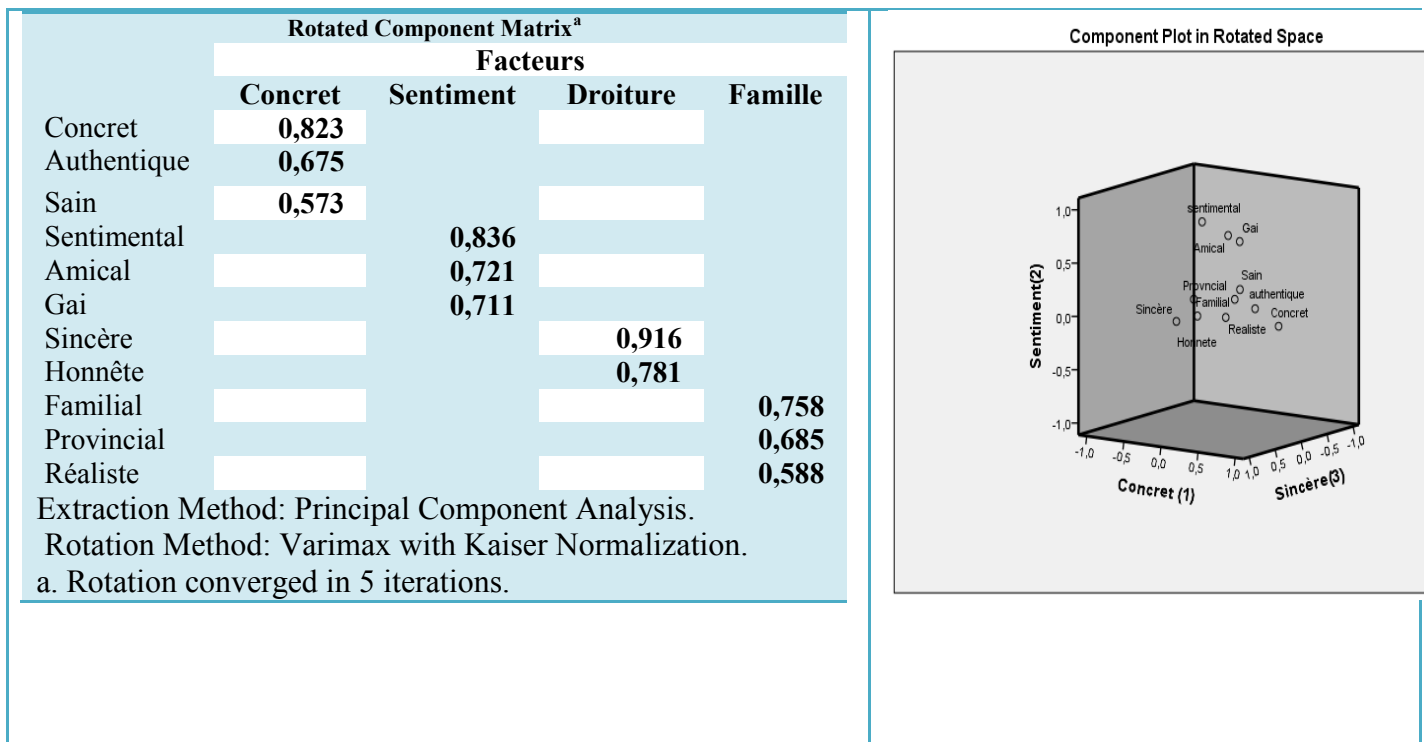 Rotated Component Matrixᵃ
Facteurs
Concret Sentiment Droiture Famille
Concret 0,823
Authentique 0,675
Sain 0,573
Sentimental 0,836
Amical 0,721
Gai 0,711
Sincère 0,916
Honnête 0,781
Familial 0,758
Provincial 0,685
Réaliste 0,588
Extraction Method: Principal Component Analysis.
Rotation Method: Varimax with Kaiser Normalization.
a. Rotation converged in 5 iterations.
Component Plot in Rotated Space
Sentiment(2)
1,0
0,5
0,0
-0,5
-1,0
sentimental
Gai
Amical
Sain
Provncial
authentique
Familial
Sincère
Concret
Realiste
Honnete
-1,0 -0,5 0,0 0,5 1,0
Concret (1)
1,0 0,5 0,0 -0,5 -1,0
Sincère(3)